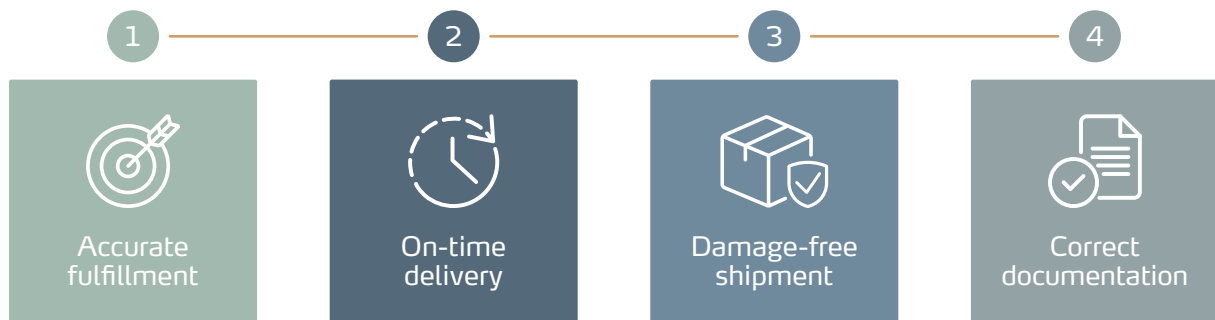 1
2
3
4
Accurate
fulfillment
On-time
delivery
Damage-free
shipment
Correct
documentation